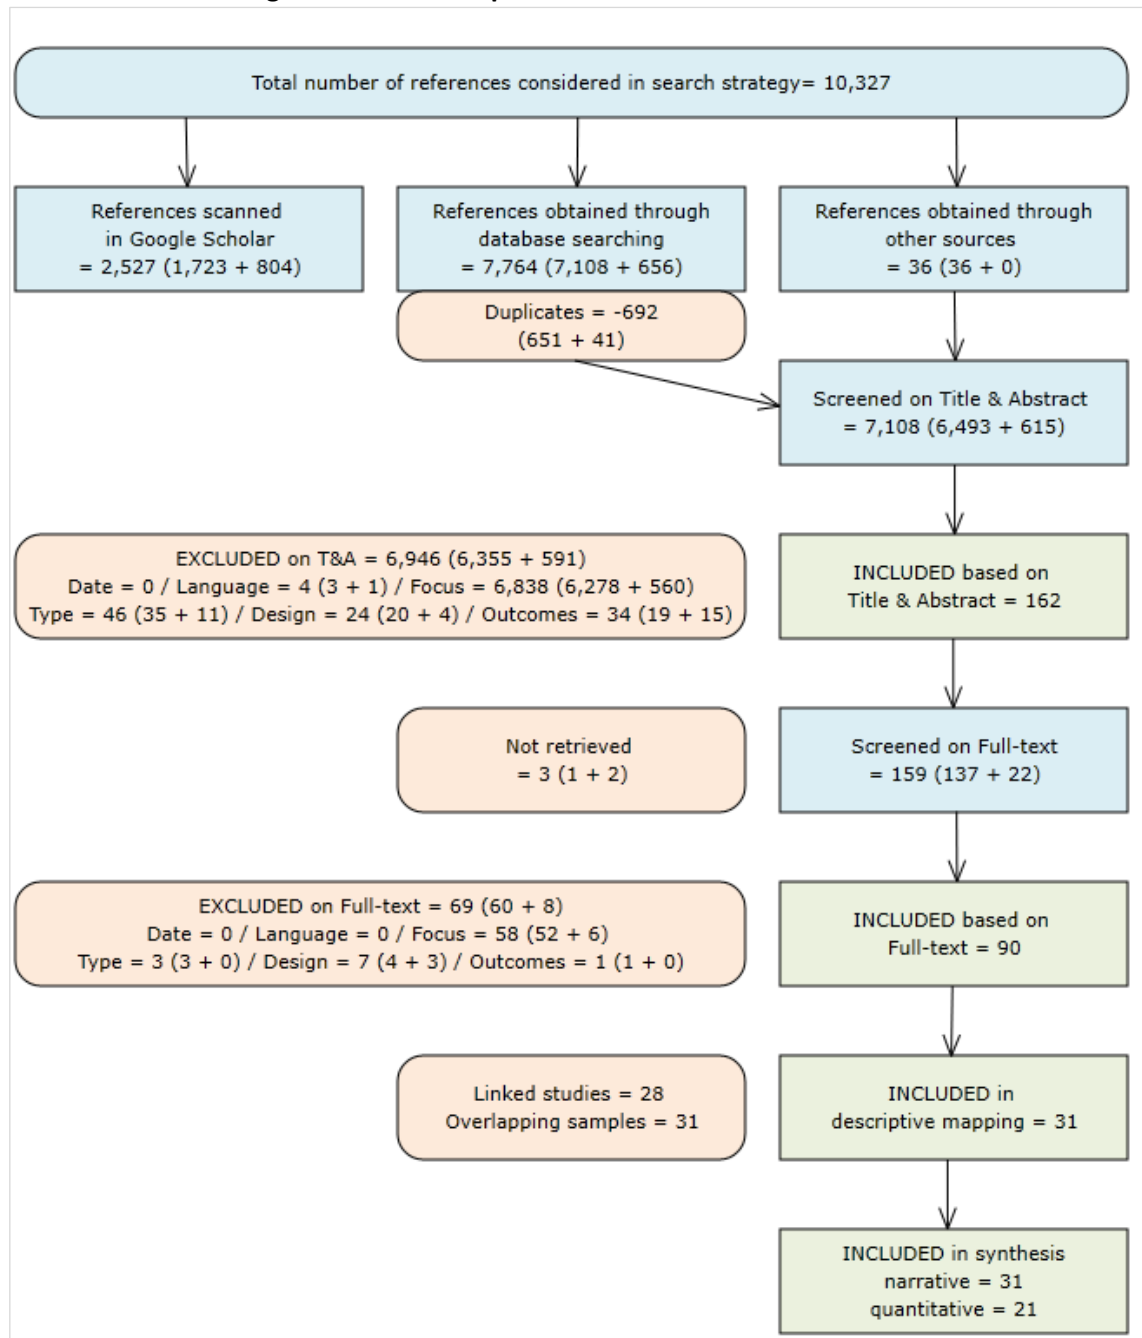 Total number of references considered in search strategy= 10,327
References scanned
in Google Scholar
= 2,527 (1,723 + 804)
References obtained through
database searching
= 7,764 (7,108 + 656)
References obtained through
other sources
= 36 (36 + 0)
Duplicates = -692
(651 + 41)
Screened on Title & Abstract
= 7,108 (6,493 + 615)
EXCLUDED on T&A = 6,946 (6,355 + 591)
Date = 0 / Language = 4 (3 + 1) / Focus = 6,838 (6,278 + 560)
Type = 46 (35 + 11) / Design = 24 (20 + 4) / Outcomes = 34 (19 + 15)
INCLUDED based on
Title & Abstract = 162
Not retrieved
= 3 (1 + 2)
Screened on Full-text
= 159 (137 + 22)
EXCLUDED on Full-text = 69 (60 + 8)
Date = 0 / Language = 0 / Focus = 58 (52 + 6)
Type = 3 (3 + 0) / Design = 7 (4 + 3) / Outcomes = 1 (1 + 0)
INCLUDED based on
Full-text = 90
Linked studies = 28
Overlapping samples = 31
INCLUDED in
descriptive mapping = 31
INCLUDED in synthesis
narrative = 31
quantitative = 21